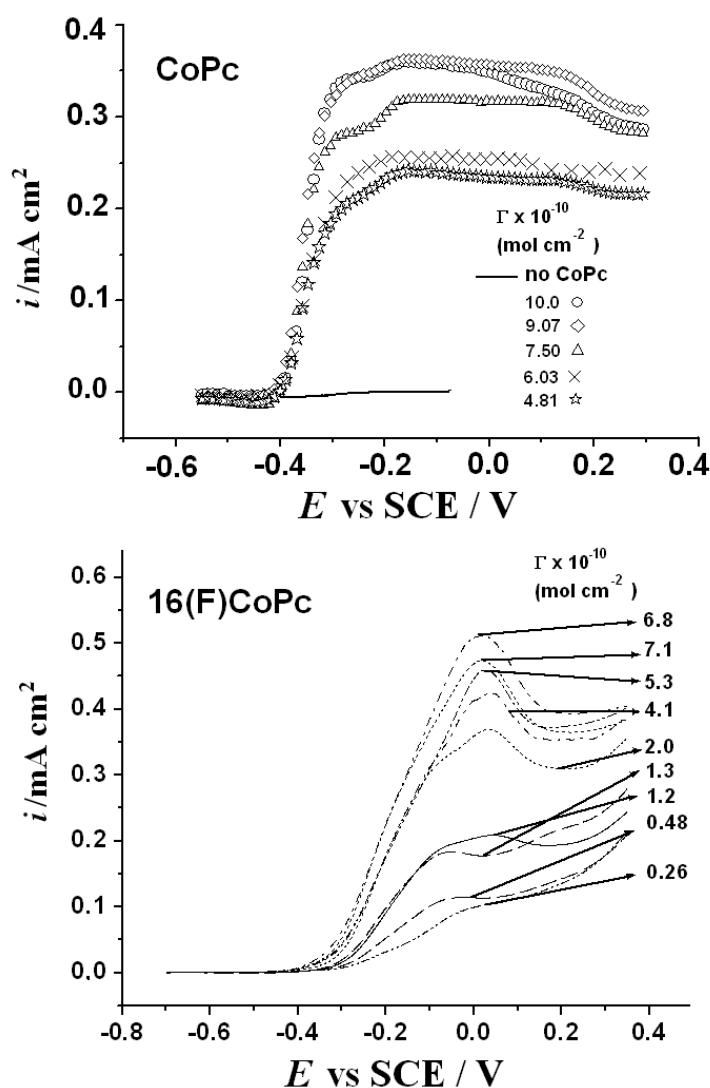 CoPc
0.4
0.3
0.2
0.1
0.0
i /mA cm²
Γ x 10⁻¹⁰
(mol cm⁻² )
no CoPc
10.0
9.07
7.50
6.03
4.81
-0.6 -0.4 -0.2 0.0 0.2 0.4
E vs SCE / V
16(F)CoPc
0.6
0.5
0.4
0.3
0.2
0.1
0.0
i /mA cm²
Γ x 10⁻¹⁰
(mol cm⁻² )
6.8
7.1
5.3
4.1
2.0
1.3
1.2
0.48
0.26
-0.8 -0.6 -0.4 -0.2 0.0 0.2 0.4
E vs SCE / V